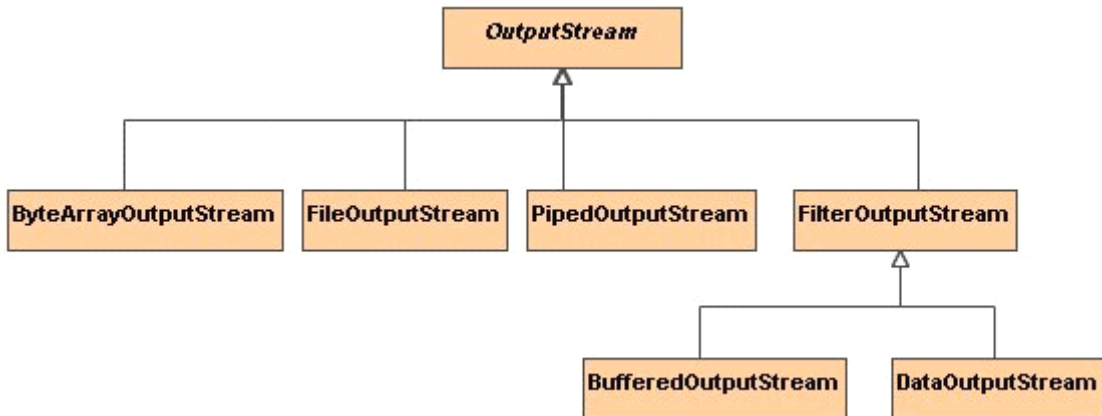 OutputStream
ByteArrayOutputStream
FileOutputStream
PipedOutputStream
FilterOutputStream
BufferedOutputStream
DataOutputStream